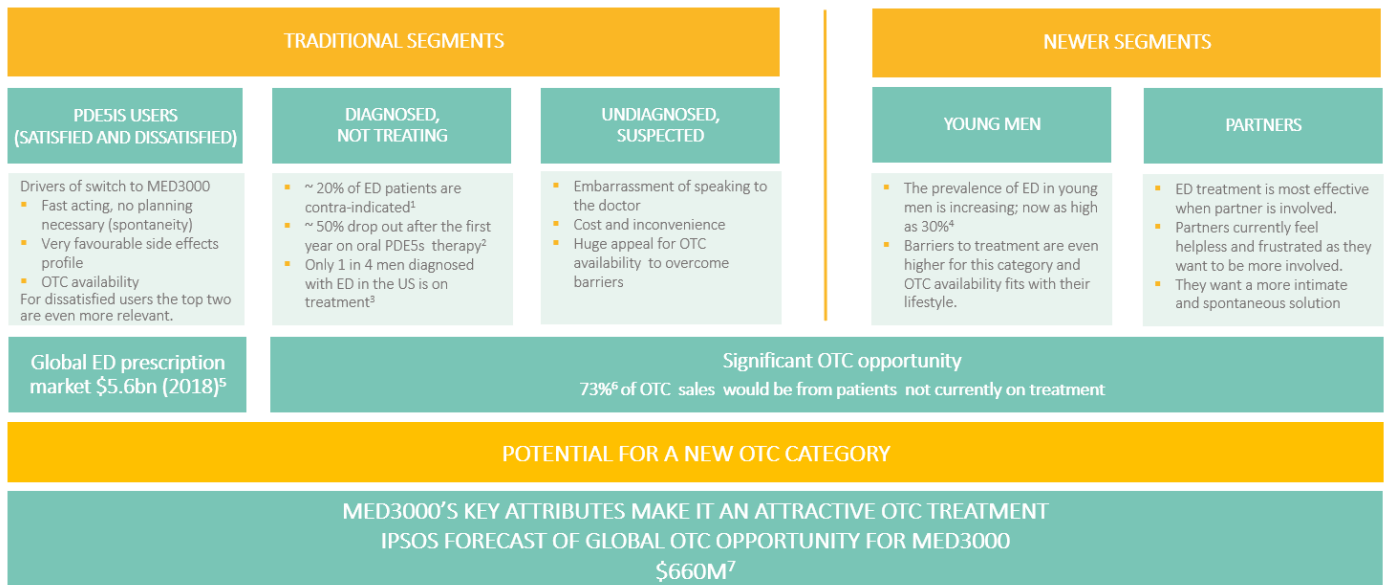 TRADITIONAL SEGMENTS
NEWER SEGMENTS
PDE5IS USERS
(SATISFIED AND DISSATISFIED)
Drivers of switch to MED3000
▪ Fast acting, no planning
necessary (spontaneity)
▪ Very favourable side effects
profile
▪ OTC availability
For dissatisfied users the top two
are even more relevant.
DIAGNOSED,
NOT TREATING
▪ ~ 20% of ED patients are
contra-indicated¹
▪ ~ 50% drop out after the first
year on oral PDE5s therapy²
▪ Only 1 in 4 men diagnosed
with ED in the US is on
treatment³
UNDIAGNOSED,
SUSPECTED
▪ Embarrassment of speaking to
the doctor
▪ Cost and inconvenience
▪ Huge appeal for OTC
availability to overcome
barriers
YOUNG MEN
▪ The prevalence of ED in young
men is increasing; now as high
as 30%⁴
▪ Barriers to treatment are even
higher for this category and
OTC availability fits with their
lifestyle.
PARTNERS
▪ ED treatment is most effective
when partner is involved.
▪ Partners currently feel
helpless and frustrated as they
want to be more involved.
▪ They want a more intimate
and spontaneous solution
Global ED prescription
market $5.6bn (2018)⁵
Significant OTC opportunity
73%⁶ of OTC sales would be from patients not currently on treatment
POTENTIAL FOR A NEW OTC CATEGORY
MED3000'S KEY ATTRIBUTES MAKE IT AN ATTRACTIVE OTC TREATMENT
IPSOS FORECAST OF GLOBAL OTC OPPORTUNITY FOR MED3000
$660M⁷